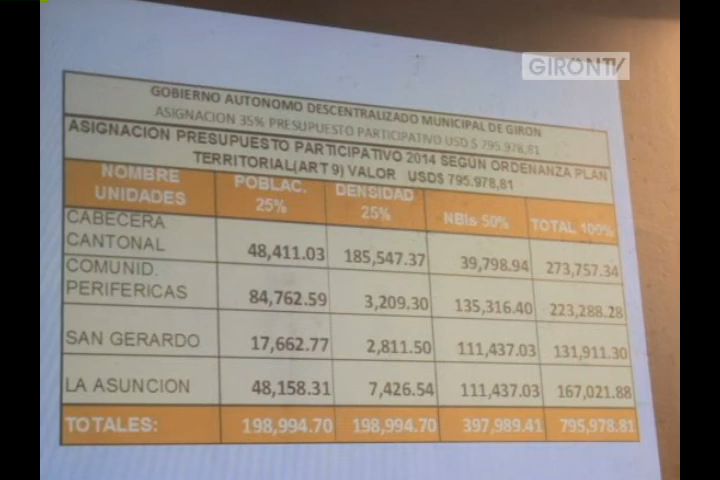 GIRONTV
GOBIERNO AUTONOMO DESCENTRALIZADO MUNICIPAL DE GIRON
ASIGNACION 35% PRESUPUESTO PARTICIPATIVO USD $ 795.978,81
ASIGNACION PRESUPUESTO PARTICIPATIVO 2014 SEGÚN ORDENANZA PLAN
TERRITORIAL(ART 9) VALOR USD$ 795.978,81
NOMBRE UNIDADES POBLAC. 25% DENSIDAD 25% NBIs 50% TOTAL 100%
CABECERA CANTONAL 48,411.03 185,547.37 39,798.94 273,757.34
COMUNID. PERIFERICAS 84,762.59 3,209.30 135,316.40 223,288.28
SAN GERARDO 17,662.77 2,811.50 111,437.03 131,911.30
LA ASUNCION 48,158.31 7,426.54 111,437.03 167,021.88
TOTALES: 198,994.70 198,994.70 397,989.41 795,978.81